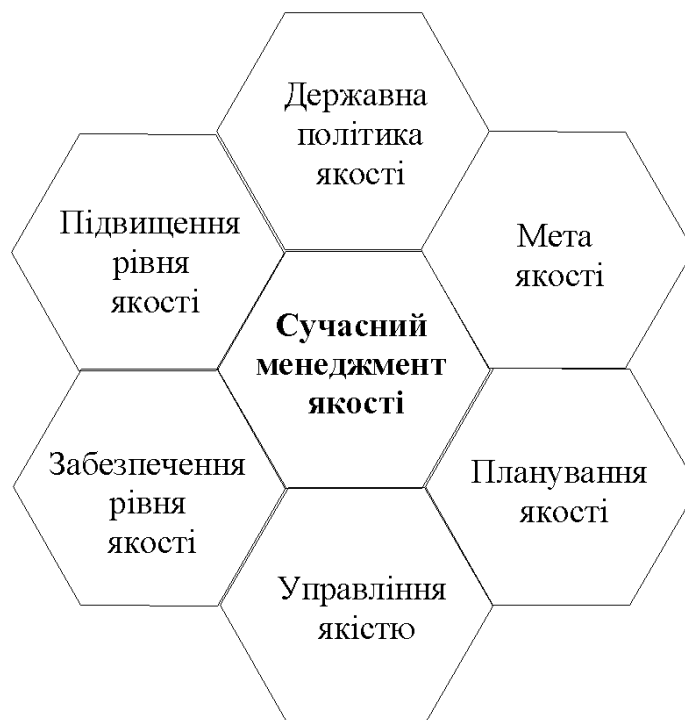 Державна
політика
якості
Мета
якості
Підвищення
рівня
якості
Сучасний
менеджмент
якості
Планування
якості
Забезпечення
рівня
якості
Управління
якістю